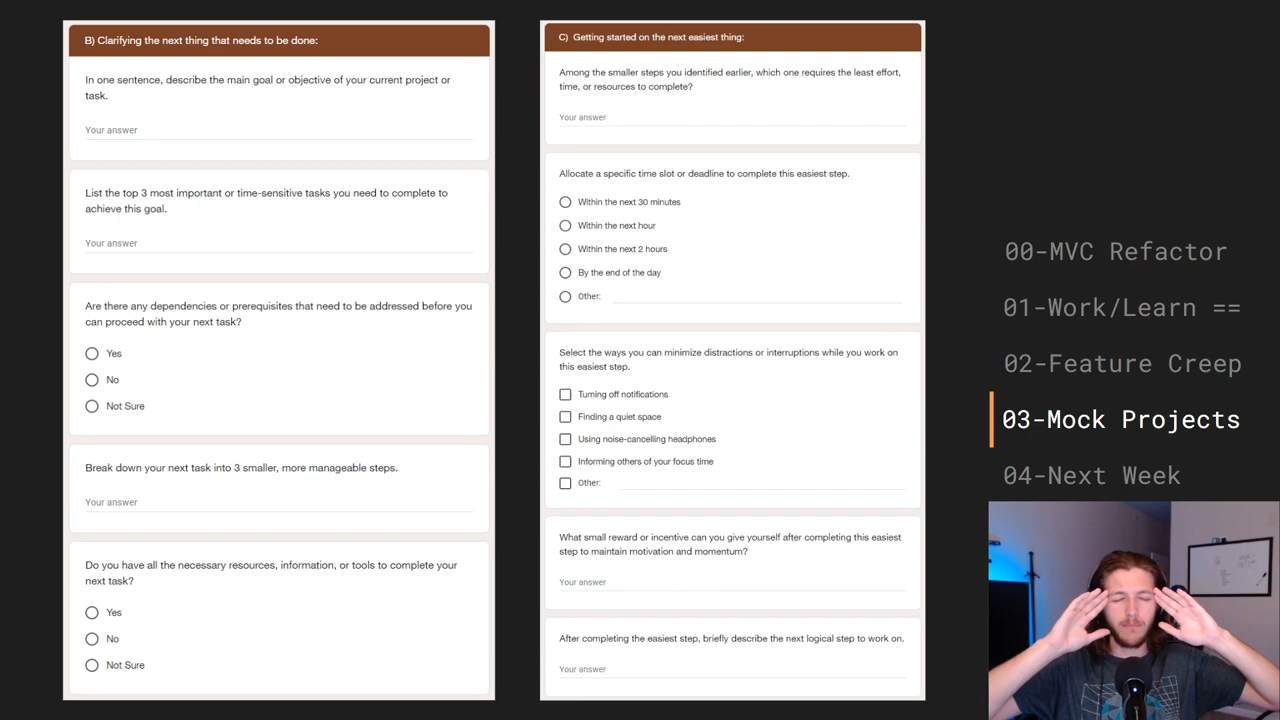 B) Clarifying the next thing that needs to be done:
In one sentence, describe the main goal or objective of your current project or
task.
Your answer
List the top 3 most important or time-sensitive tasks you need to complete to
achieve this goal.
Your answer
Are there any dependencies or prerequisites that need to be addressed before you
can proceed with your next task?
Yes
No
Not Sure
Break down your next task into 3 smaller, more manageable steps.
Your answer
Do you have all the necessary resources, information, or tools to complete your
next task?
Yes
No
Not Sure
C) Getting started on the next easiest thing:
Among the smaller steps you identified earlier, which one requires the least effort,
time, or resources to complete?
Your answer
Allocate a specific time slot or deadline to complete this easiest step.
Within the next 30 minutes
Within the next hour
Within the next 2 hours
By the end of the day
Other:
Select the ways you can minimize distractions or interruptions while you work on
this easiest step.
Turning off notifications
Finding a quiet space
Using noise-cancelling headphones
Informing others of your focus time
Other:
What small reward or incentive can you give yourself after completing this easiest
step to maintain motivation and momentum?
Your answer
After completing the easiest step, briefly describe the next logical step to work on.
Your answer
00-MVC Refactor
01-Work/Learn ==
02-Feature Creep
03-Mock Projects
04-Next Week